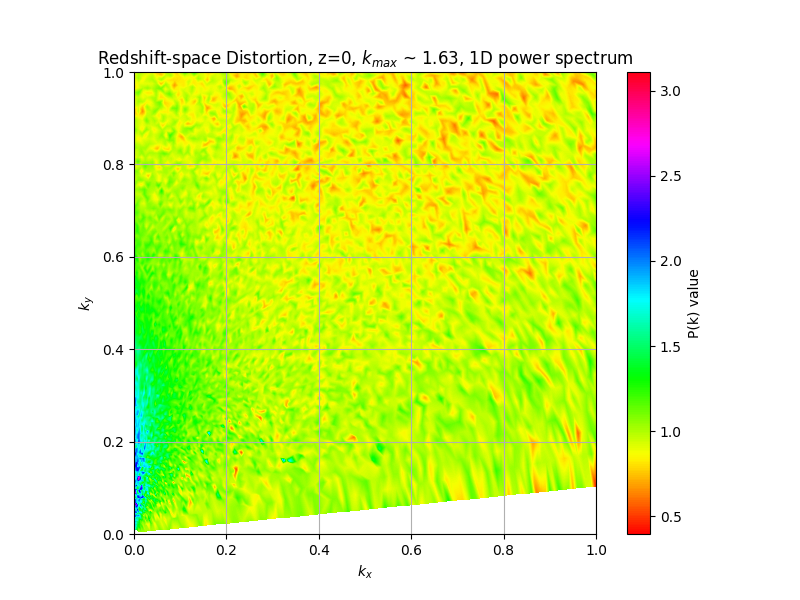 Redshift-space Distortion, z=0, $k_{max}$ ~ 1.63, 1D power spectrum
1.0
0.8
0.6
0.4
0.2
0.0
$k_y$
0.0 0.2 0.4 0.6 0.8 1.0
$k_x$
3.0
2.5
2.0
1.5
1.0
0.5
P(k) value